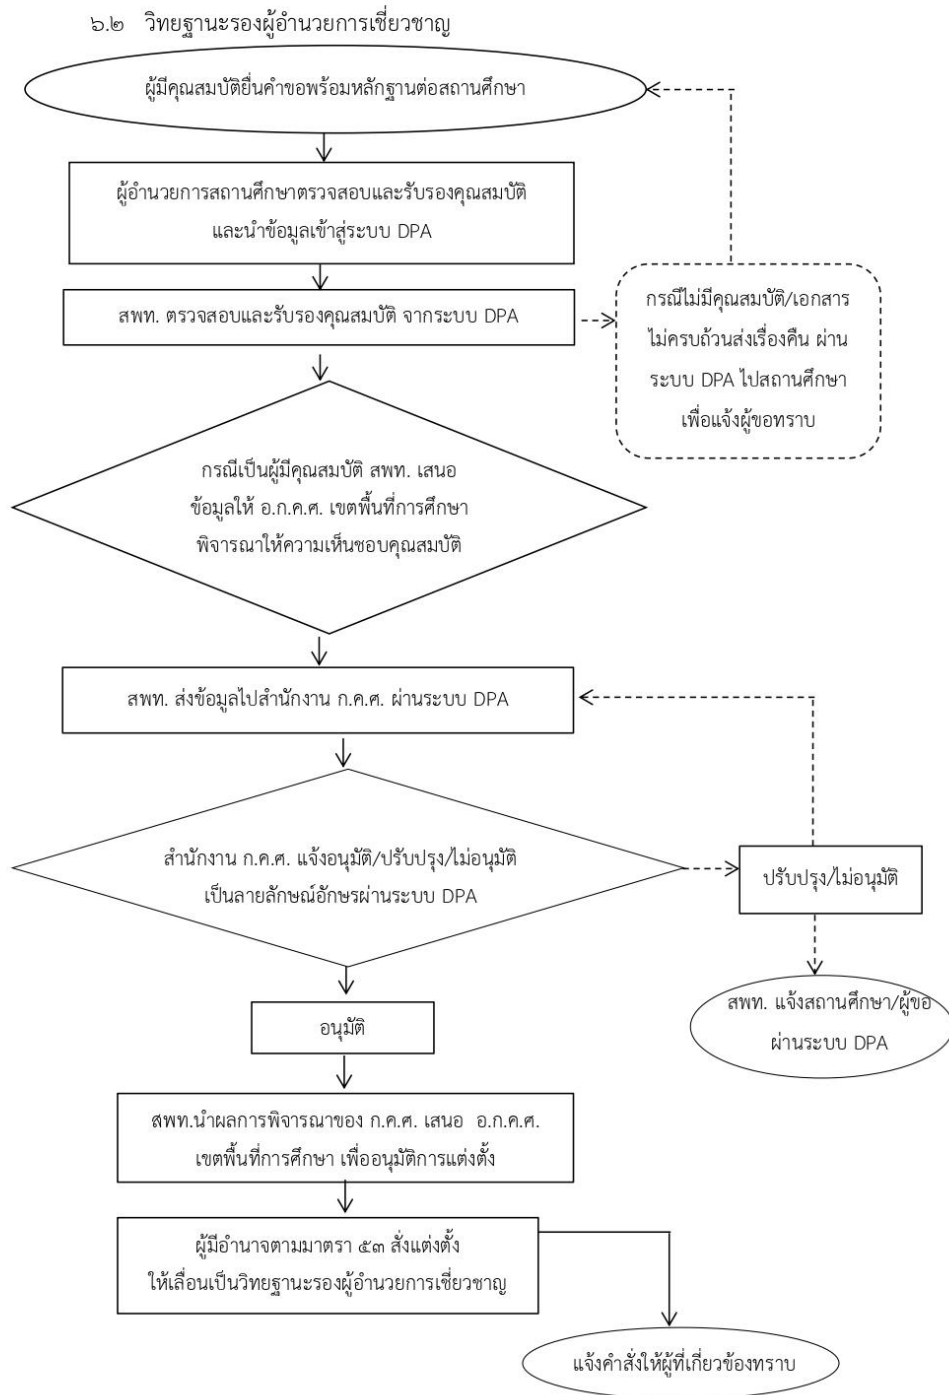 ๖.๒ วิทยฐานะรองผู้อำนวยการเชี่ยวชาญ
ผู้มีคุณสมบัติยื่นคำขอพร้อมหลักฐานต่อสถานศึกษา
ผู้อำนวยการสถานศึกษาตรวจสอบและรับรองคุณสมบัติ
และนำข้อมูลเข้าสู่ระบบ DPA
สพท. ตรวจสอบและรับรองคุณสมบัติ จากระบบ DPA
กรณีไม่มีคุณสมบัติ/เอกสาร
ไม่ครบถ้วนส่งเรื่องคืน ผ่าน
ระบบ DPA ไปสถานศึกษา
เพื่อแจ้งผู้ขอทราบ
กรณีเป็นผู้มีคุณสมบัติ สพท. เสนอ
ข้อมูลให้ อ.ก.ค.ศ. เขตพื้นที่การศึกษา
พิจารณาให้ความเห็นชอบคุณสมบัติ
สพท. ส่งข้อมูลไปสำนักงาน ก.ค.ศ. ผ่านระบบ DPA
สำนักงาน ก.ค.ศ. แจ้งอนุมัติ/ปรับปรุง/ไม่อนุมัติ
เป็นลายลักษณ์อักษรผ่านระบบ DPA
ปรับปรุง/ไม่อนุมัติ
สพท. แจ้งสถานศึกษา/ผู้ขอ
ผ่านระบบ DPA
อนุมัติ
สพท.นำผลการพิจารณาของ ก.ค.ศ. เสนอ อ.ก.ค.ศ.
เขตพื้นที่การศึกษา เพื่ออนุมัติการแต่งตั้ง
ผู้มีอำนาจตามมาตรา ๕๓ สั่งแต่งตั้ง
ให้เลื่อนเป็นวิทยฐานะรองผู้อำนวยการเชี่ยวชาญ
แจ้งคำสั่งให้ผู้ที่เกี่ยวข้องทราบ